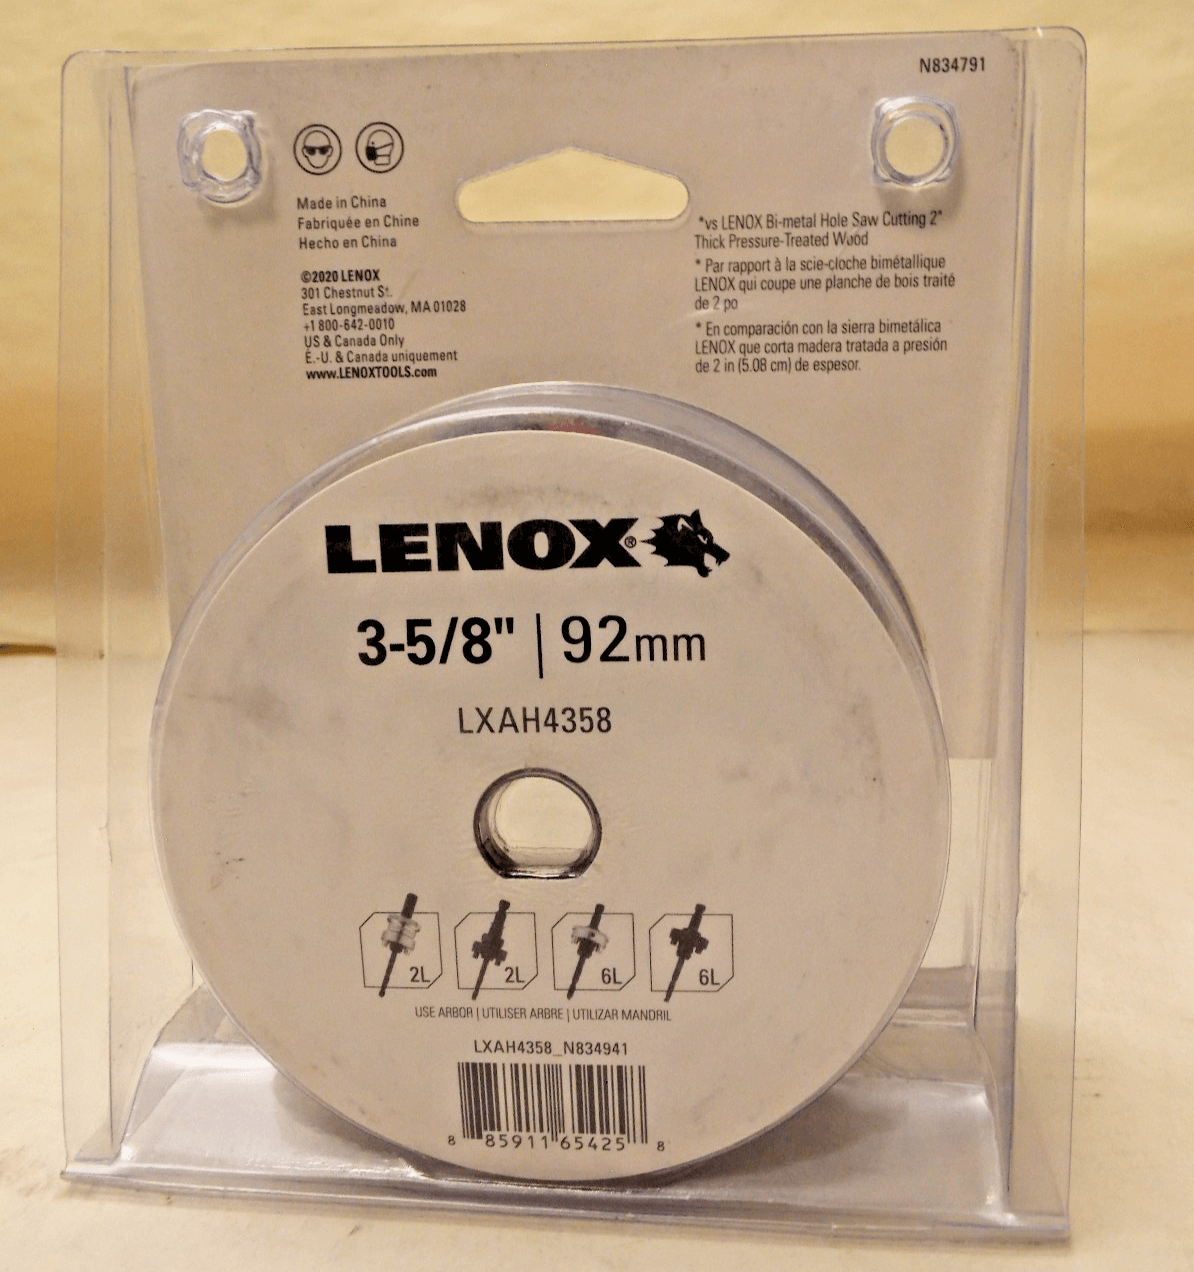 N834791
Made in China
Fabriquée en Chine
Hecho en China
©2020 LENOX
301 Chestnut St.
East Longmeadow, MA 01028
+1 800-642-0010
US & Canada Only
É.-U. & Canada uniquement
www.LENOXTOOLS.com
*vs LENOX Bi-metal Hole Saw Cutting 2"
Thick Pressure-Treated Wood
* Par rapport à la scie-cloche bimétallique
LENOX qui coupe une planche de bois traité
de 2 po
* En comparación con la sierra bimetálica
LENOX que corta madera tratada a presión
de 2 in (5.08 cm) de espesor.
LENOX®
3-5/8" | 92mm
LXAH4358
2L 2L 6L 6L
USE ARBOR | UTILISER ARBRE | UTILIZAR MANDRIL
LXAH4358_N834941
8 85911 65425 8